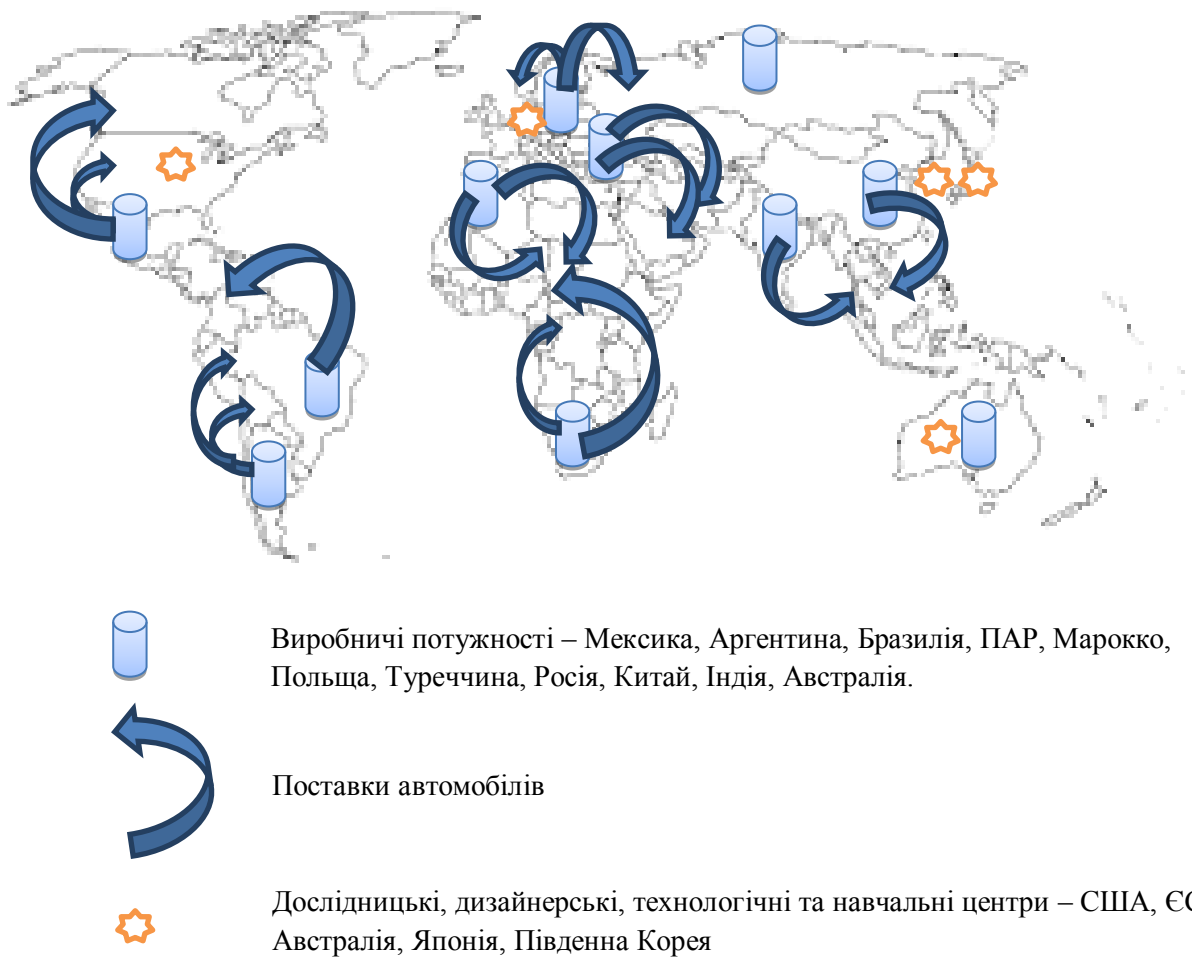 Виробничі потужності – Мексика, Аргентина, Бразилія, ПАР, Марокко,
Польща, Туреччина, Росія, Китай, Індія, Австралія.
Поставки автомобілів
Дослідницькі, дизайнерські, технологічні та навчальні центри – США,
Австралія, Японія, Південна Корея